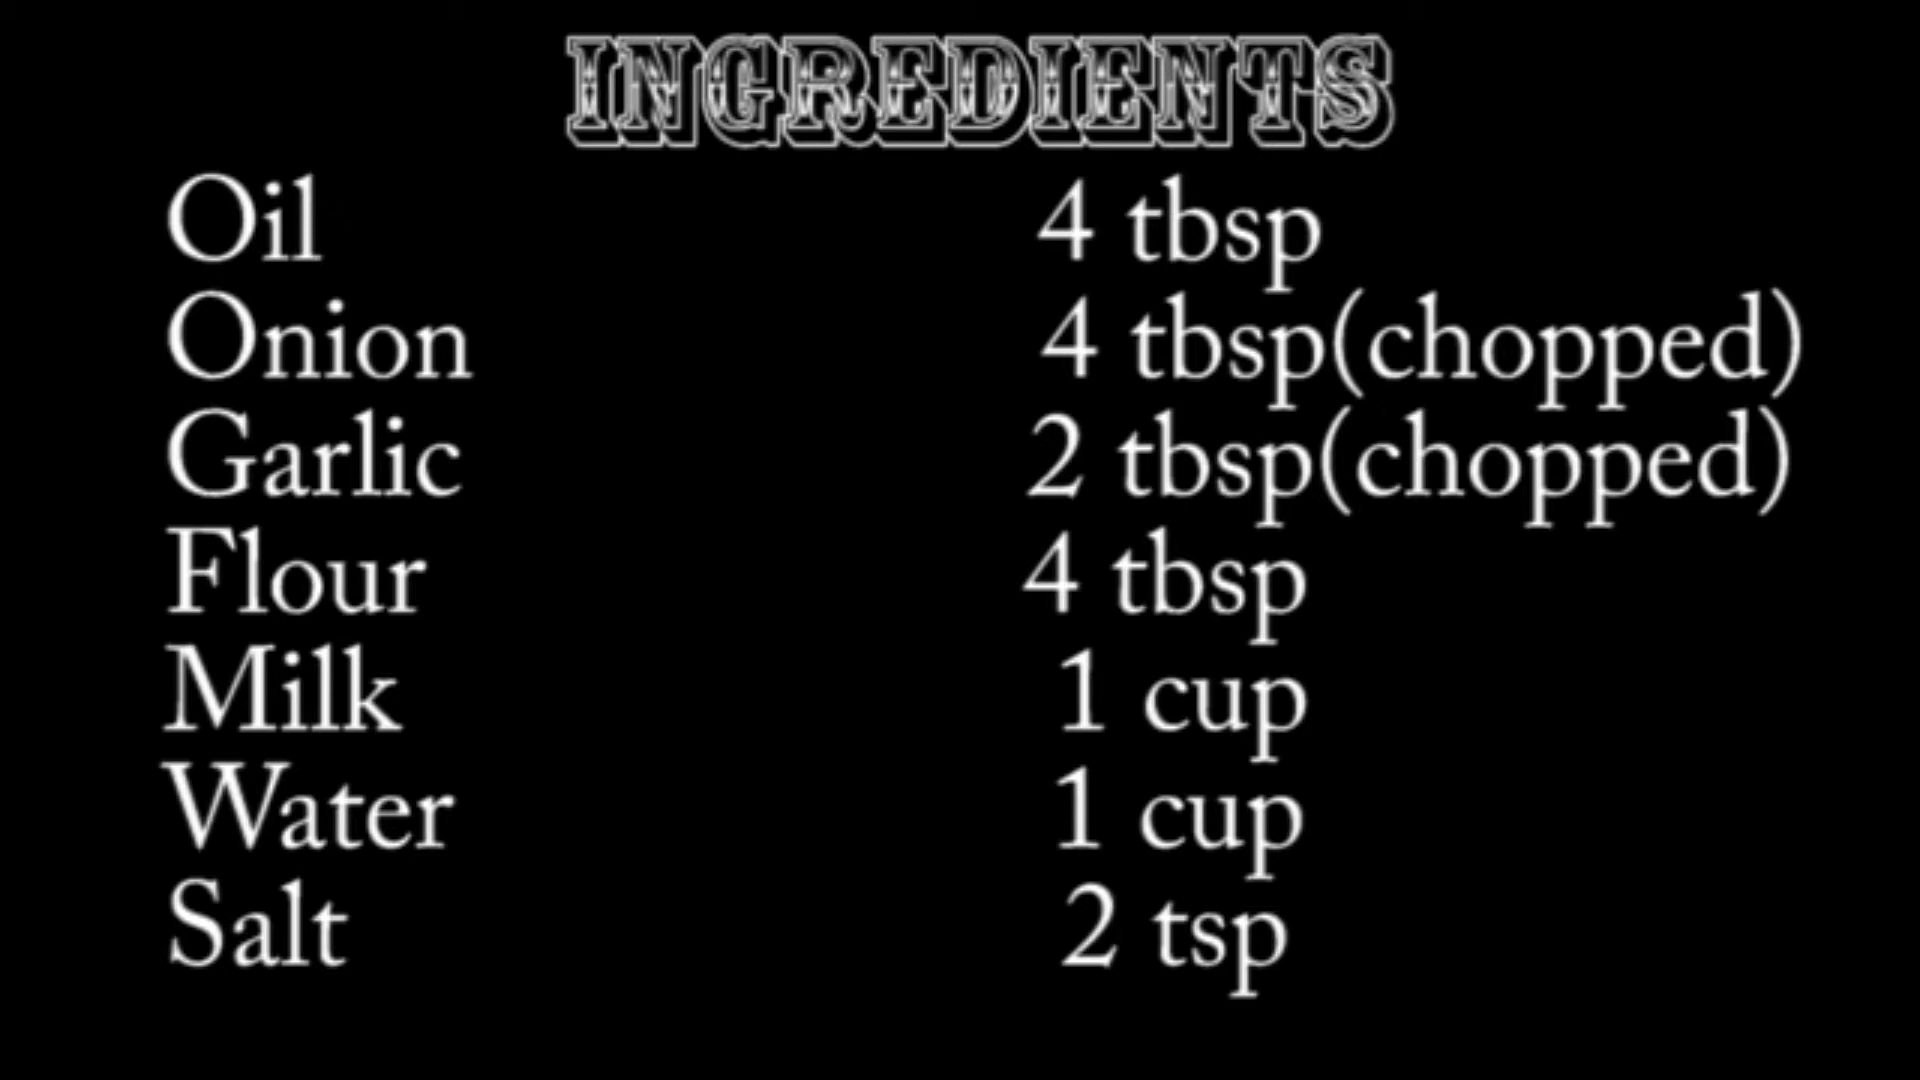 INGREDIENTS
Oil 4 tbsp
Onion 4 tbsp(chopped)
Garlic 2 tbsp(chopped)
Flour 4 tbsp
Milk 1 cup
Water 1 cup
Salt 2 tsp